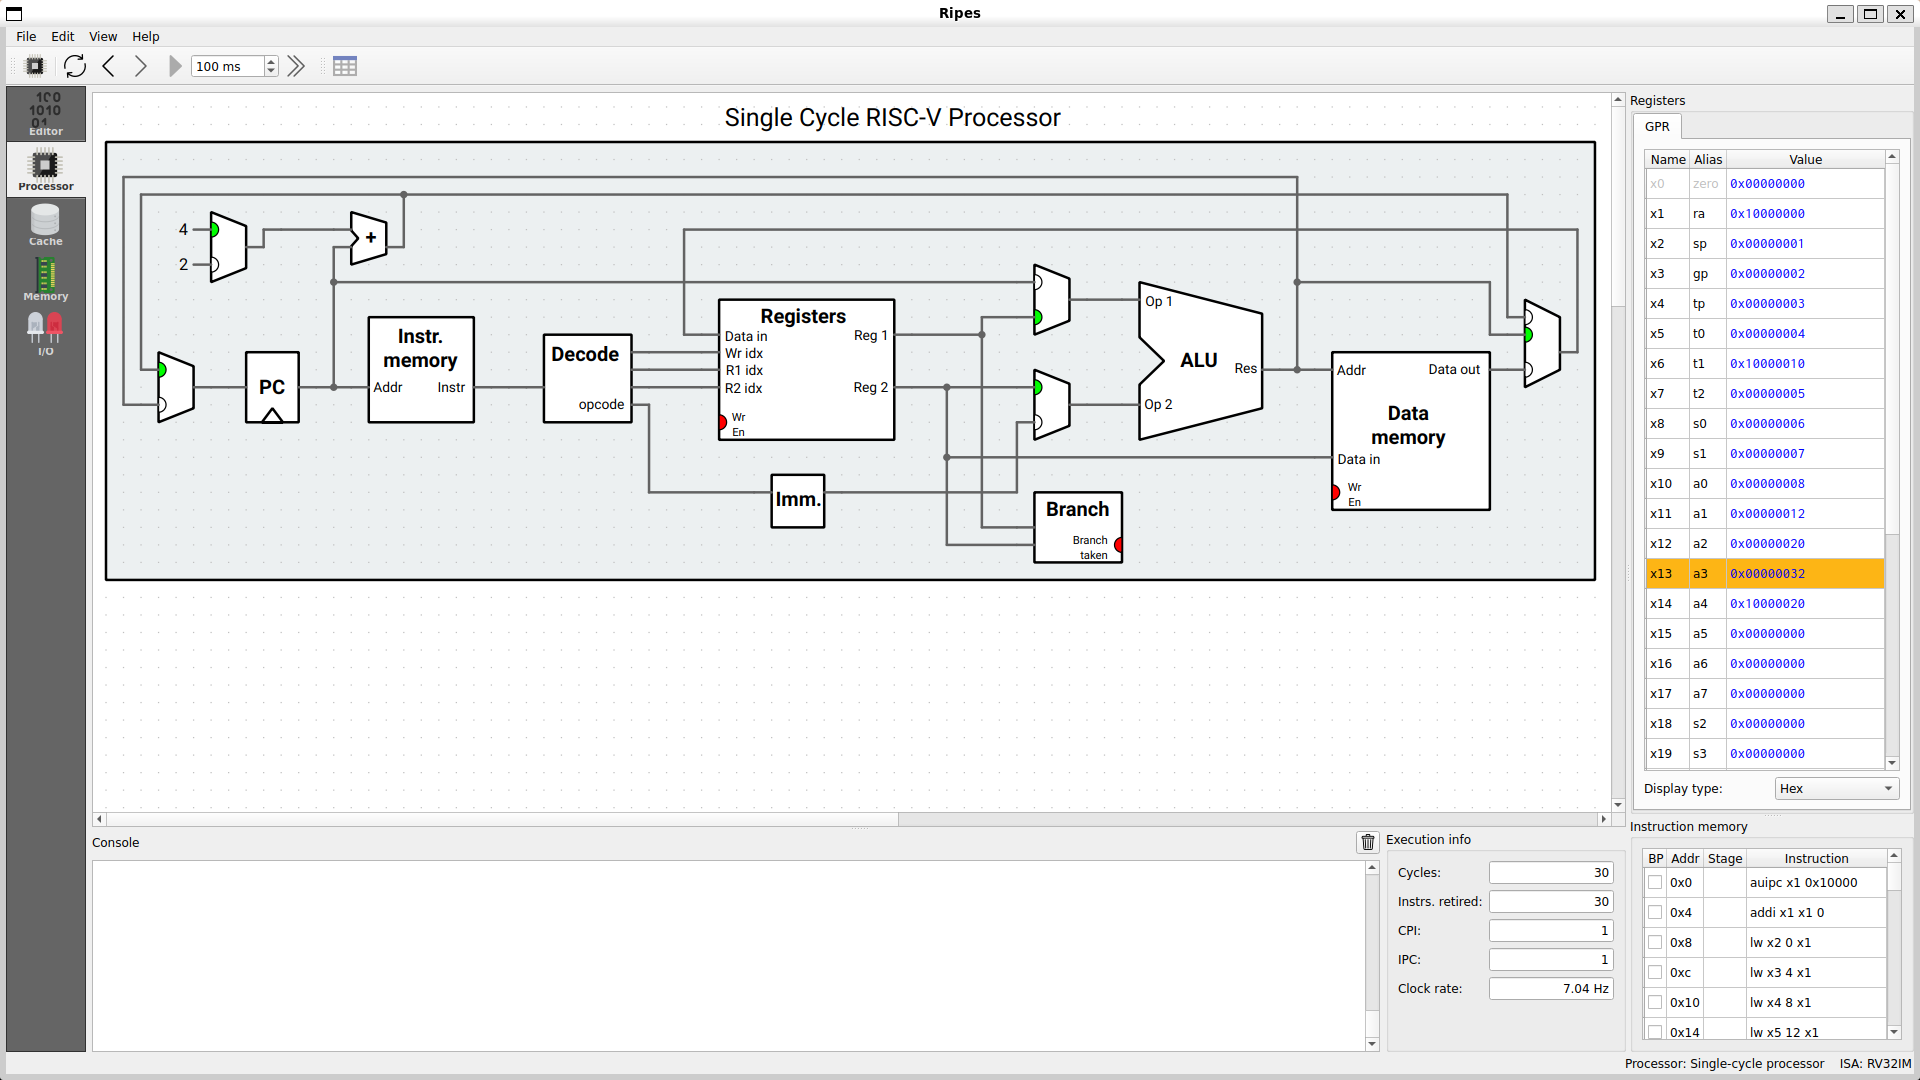 Ripes
File Edit View Help
100 ms
Editor
Processor
Cache
Memory
I/O
Single Cycle RISC-V Processor
4
2
+
PC
Instr. memory
Addr Instr
Decode
opcode
Registers
Data in
Wr idx
R1 idx
R2 idx
Reg 1
Reg 2
Wr
En
Imm.
Op 1
ALU
Res
Op 2
Branch
Branch
taken
Addr Data out
Data
memory
Data in
Wr
En
Registers
GPR
Name Alias Value
x0 zero 0x00000000
x1 ra 0x10000000
x2 sp 0x00000001
x3 gp 0x00000002
x4 tp 0x00000003
x5 t0 0x00000004
x6 t1 0x10000010
x7 t2 0x00000005
x8 s0 0x00000006
x9 s1 0x00000007
x10 a0 0x00000008
x11 a1 0x00000012
x12 a2 0x00000020
x13 a3 0x00000032
x14 a4 0x10000020
x15 a5 0x00000000
x16 a6 0x00000000
x17 a7 0x00000000
x18 s2 0x00000000
x19 s3 0x00000000
Display type: Hex
Console
Execution info
Cycles: 30
Instrs. retired: 30
CPI: 1
IPC: 1
Clock rate: 7.04 Hz
Instruction memory
BP Addr Stage Instruction
0x0 auipc x1 0x10000
0x4 addi x1 x1 0
0x8 lw x2 0 x1
0xc lw x3 4 x1
0x10 lw x4 8 x1
0x14 lw x5 12 x1
Processor: Single-cycle processor ISA: RV32IM